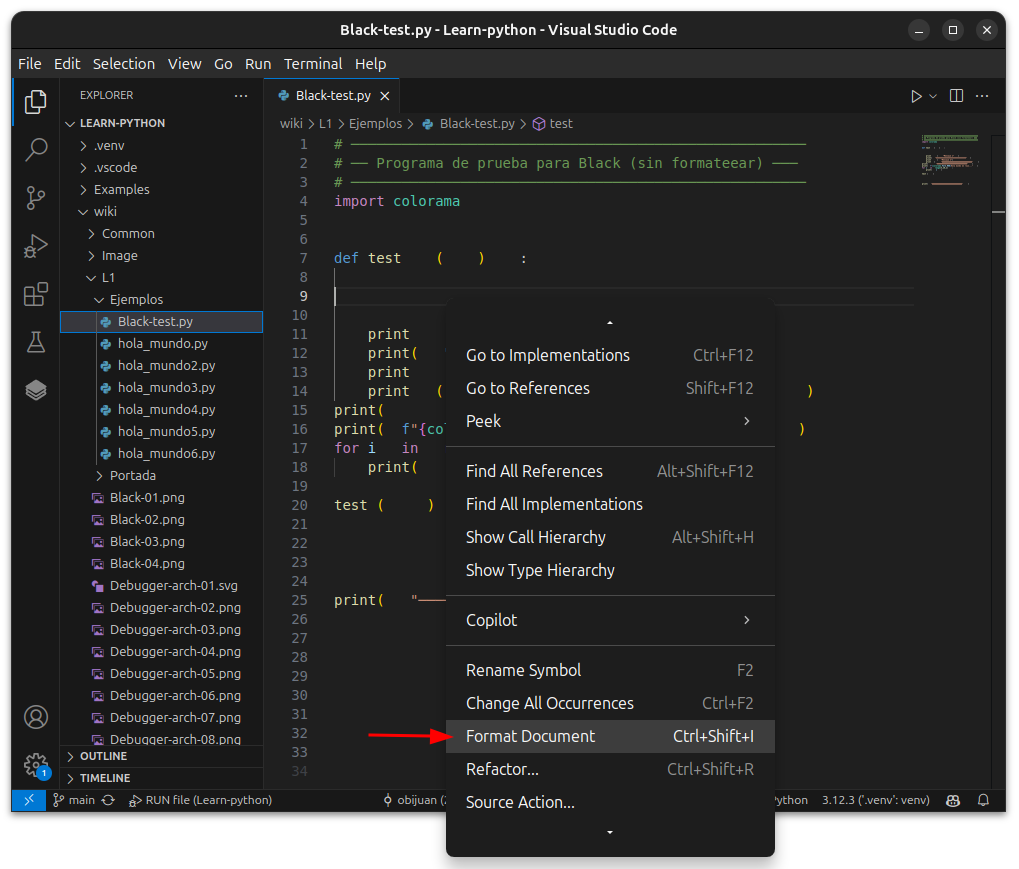 Black-test.py - Learn-python - Visual Studio Code
File Edit Selection View Go Run Terminal Help
EXPLORER
LEARN-PYTHON
.venv
.vscode
Examples
wiki
Common
Image
L1
Ejemplos
Black-test.py
hola_mundo.py
hola_mundo2.py
hola_mundo3.py
hola_mundo4.py
hola_mundo5.py
hola_mundo6.py
Portada
Black-01.png
Black-02.png
Black-03.png
Black-04.png
Debugger-arch-01.svg
Debugger-arch-02.png
Debugger-arch-03.png
Debugger-arch-04.png
Debugger-arch-05.png
Debugger-arch-06.png
Debugger-arch-07.png
Debugger-arch-08.png
OUTLINE
TIMELINE
Black-test.py
wiki > L1 > Ejemplos > Black-test.py > test
1 # ────────────────────────────
2 # ── Programa de prueba para Black (sin formateear) ───
3 # ────────────────────────────
4 import colorama
5
6
7 def test ( ) :
8
9
10
11 print
12 print(
13 print
14 print ( )
15 print(
16 print( f"{co )
17 for i in
18 print(
19
20 test ( )
21
22
23
24
25 print( "───
26
27
28
29
30
31
32
33
34
Go to Implementations Ctrl+F12
Go to References Shift+F12
Peek >
Find All References Alt+Shift+F12
Find All Implementations
Show Call Hierarchy Alt+Shift+H
Show Type Hierarchy
Copilot >
Rename Symbol F2
Change All Occurrences Ctrl+F2
Format Document Ctrl+Shift+I
Refactor... Ctrl+Shift+R
Source Action...
1
main RUN file (Learn-python) obijuan (2 ython 3.12.3 ('.venv': venv)